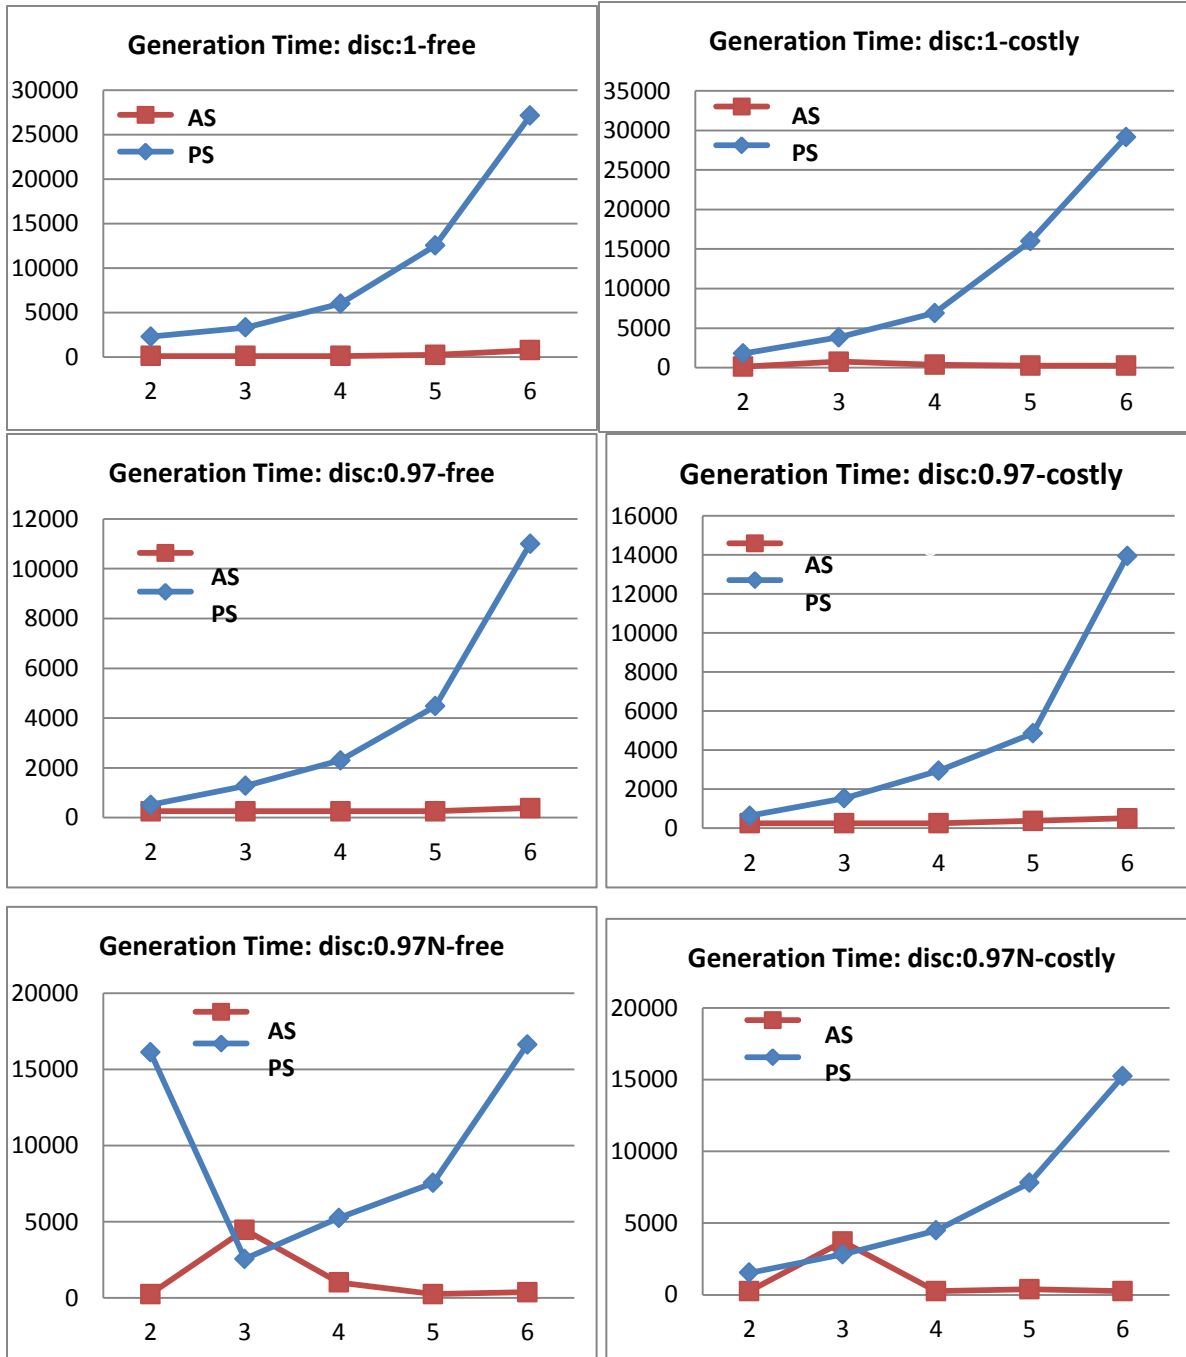 Generation Time: disc:1-free
30000
25000
20000
15000
10000
5000
0
AS
PS
2 3 4 5 6
Generation Time: disc:1-costly
35000
30000
25000
20000
15000
10000
5000
0
AS
PS
2 3 4 5 6
Generation Time: disc:0.97-free
12000
10000
8000
6000
4000
2000
0
AS
PS
2 3 4 5 6
Generation Time: disc:0.97-costly
16000
14000
12000
10000
8000
6000
4000
2000
0
AS
PS
2 3 4 5 6
Generation Time: disc:0.97N-free
20000
15000
10000
5000
0
AS
PS
2 3 4 5 6
Generation Time: disc:0.97N-costly
20000
15000
10000
5000
0
AS
PS
2 3 4 5 6